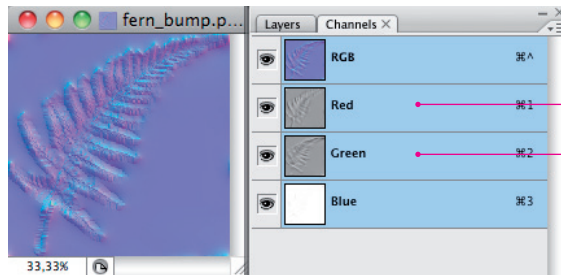 fern_bump.p...
Layers Channels ×
RGB ⌘^
Red ⌘1
Green ⌘2
Blue ⌘3
33,33%